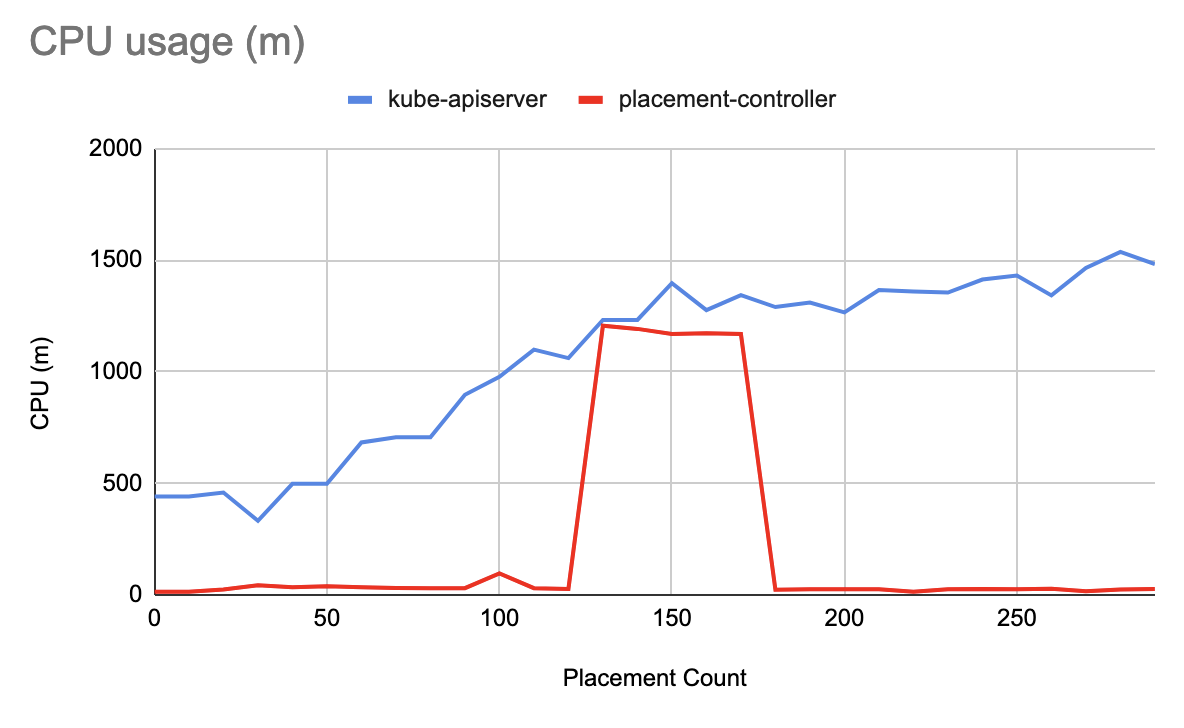 CPU usage (m)
kube-apiserver placement-controller
2000
1500
1000
500
0
CPU (m)
0 50 100 150 200 250
Placement Count